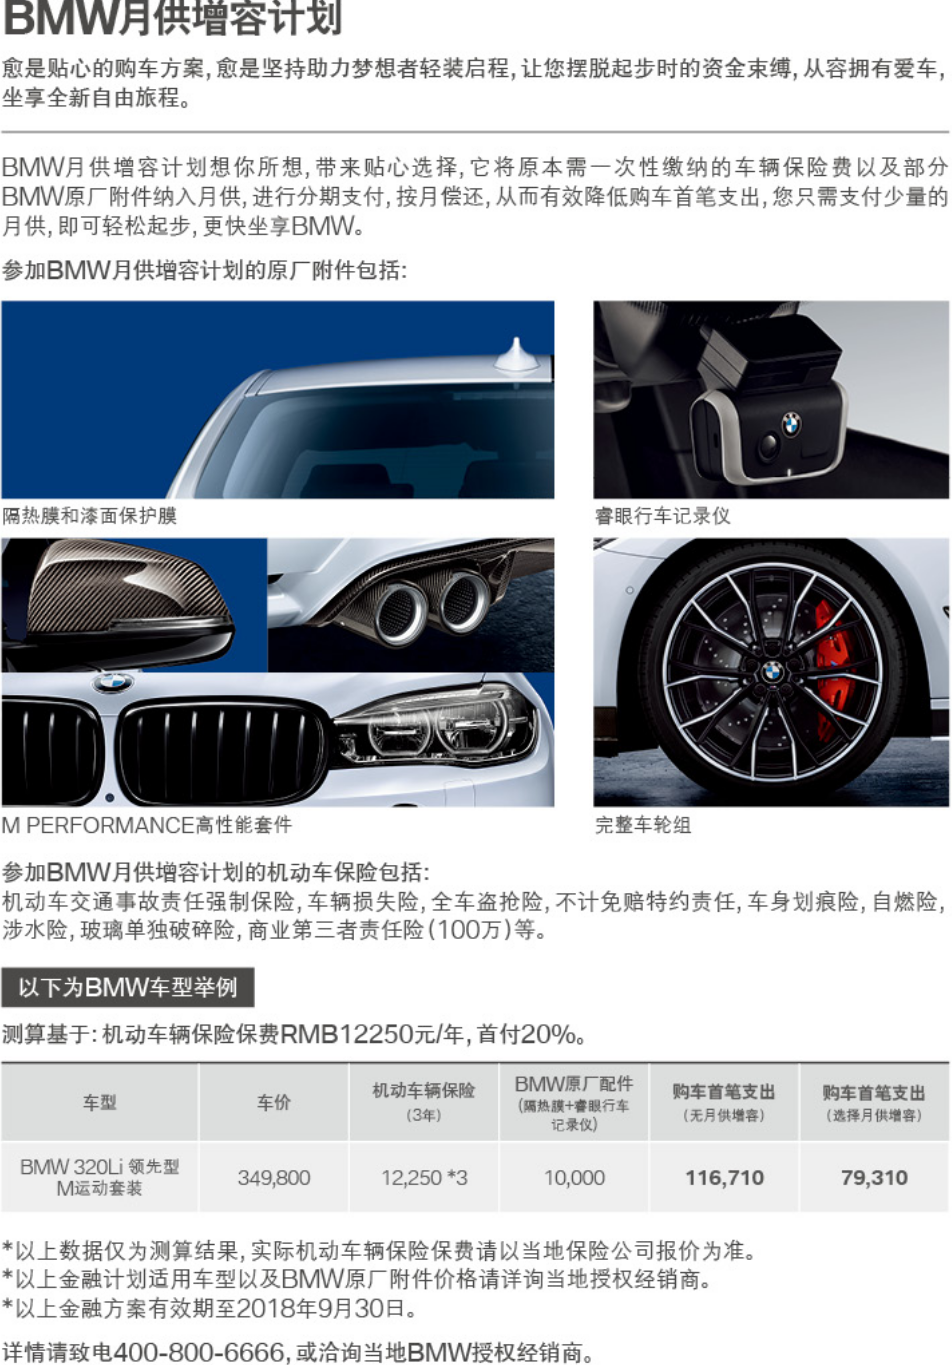 BMW月供增容计划
愈是贴心的购车方案,愈是坚持助力梦想者轻装启程,让您摆脱起步时的资金束缚,从容拥有爱车,
坐享全新自由旅程。
BMW月供增容计划想你所想,带来贴心选择,它将原本需一次性缴纳的车辆保险费以及部分
BMW原厂附件纳入月供,进行分期支付,按月偿还,从而有效降低购车首笔支出,您只需支付少量的
月供,即可轻松起步,更快坐享BMW。
参加BMW月供增容计划的原厂附件包括:
隔热膜和漆面保护膜
睿眼行车记录仪
M PERFORMANCE高性能套件
完整车轮组
参加BMW月供增容计划的机动车保险包括:
机动车交通事故责任强制保险,车辆损失险,全车盗抢险,不计免赔特约责任,车身划痕险,自燃险,
涉水险,玻璃单独破碎险,商业第三者责任险(100万)等。
以下为BMW车型举例
测算基于:机动车辆保险保费RMB12250元/年,首付20%。
车型
车价
机动车辆保险
(3年)
BMW原厂配件
(隔热膜+睿眼行车
记录仪)
购车首笔支出
(无月供增容)
购车首笔支出
(选择月供增容)
BMW 320Li 领先型
M运动套装
349,800
12,250 *3
10,000
116,710
79,310
*以上数据仅为测算结果,实际机动车辆保险保费请以当地保险公司报价为准。
*以上金融计划适用车型以及BMW原厂附件价格请详询当地授权经销商。
*以上金融方案有效期至2018年9月30日。
详情请致电400-800-6666,或洽询当地BMW授权经销商。